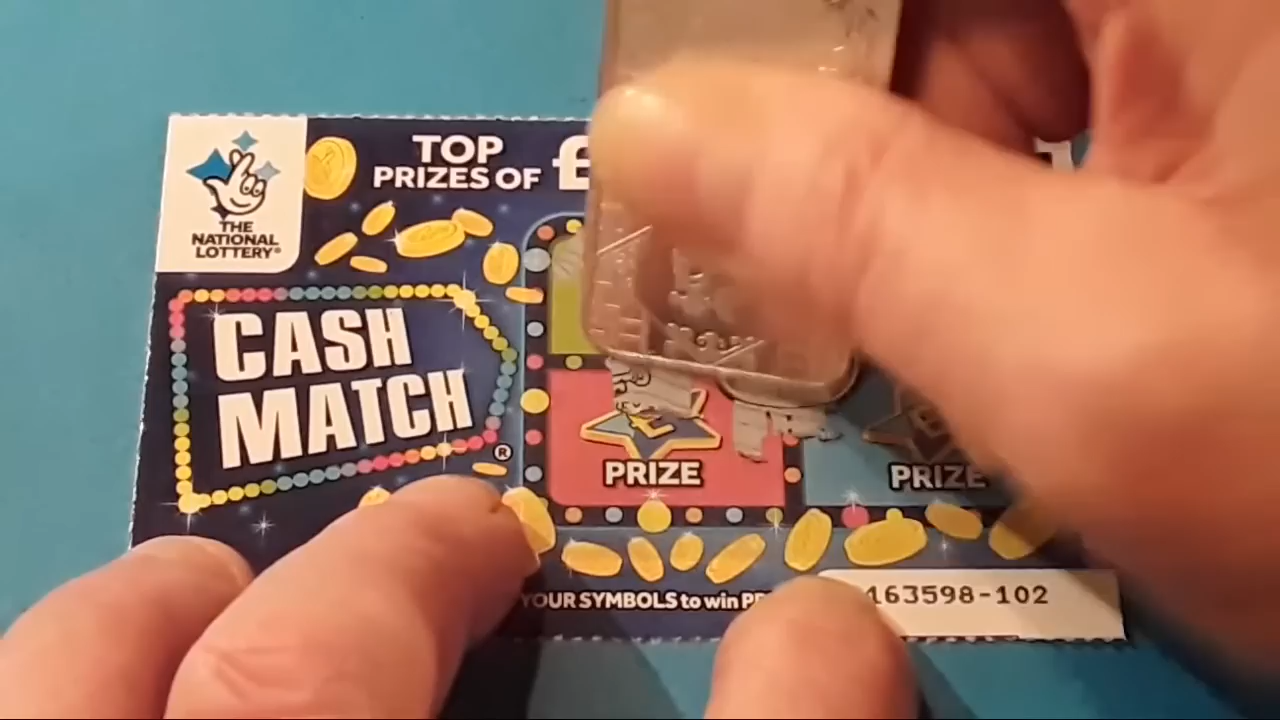 TOP
PRIZES OF £
THE
NATIONAL
LOTTERY®
CASH
MATCH®
PRIZE
PRIZE
YOUR SYMBOLS to win
163598-102